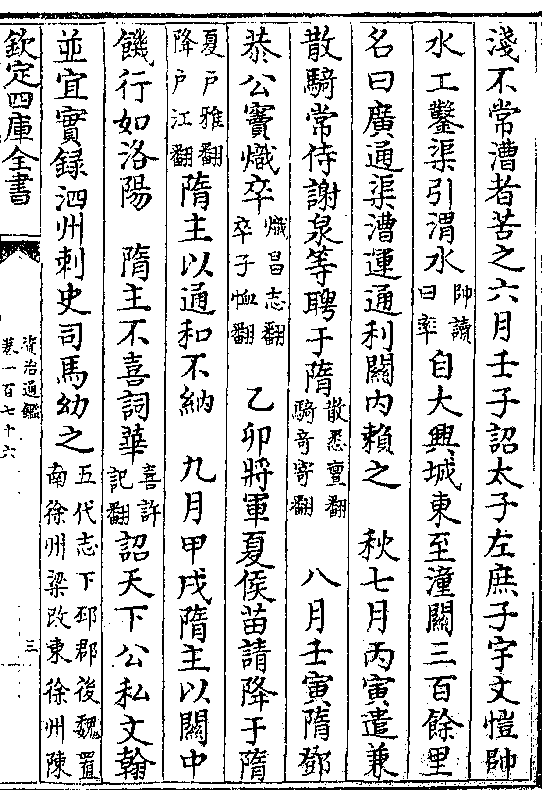 淺不常漕者苦之六月壬子詔太子左庶子宇文愷帥
水工鑿渠引渭水帥讀曰率自大興城東至潼關三百餘里
名曰廣通渠漕運通利關內賴之　秋七月丙寅遣兼
散騎常侍謝泉等聘于隋散悉亶翻騎奇寄翻　八月壬寅隋鄧
恭公竇熾卒熾昌志翻卒子恤翻　乙卯將軍夏侯苗請降于隋
夏戶雅翻降戶江翻隋主以通和不納　九月甲戌隋主以關中
饑行如洛陽　隋主不喜詞華喜許記翻詔天下公私文翰
並宜實錄泗州刺史司馬幼之五代志下邳郡後魏置南徐州梁改東徐州陳
欽定四庫全書
資治通鑑
卷一百七十六
三